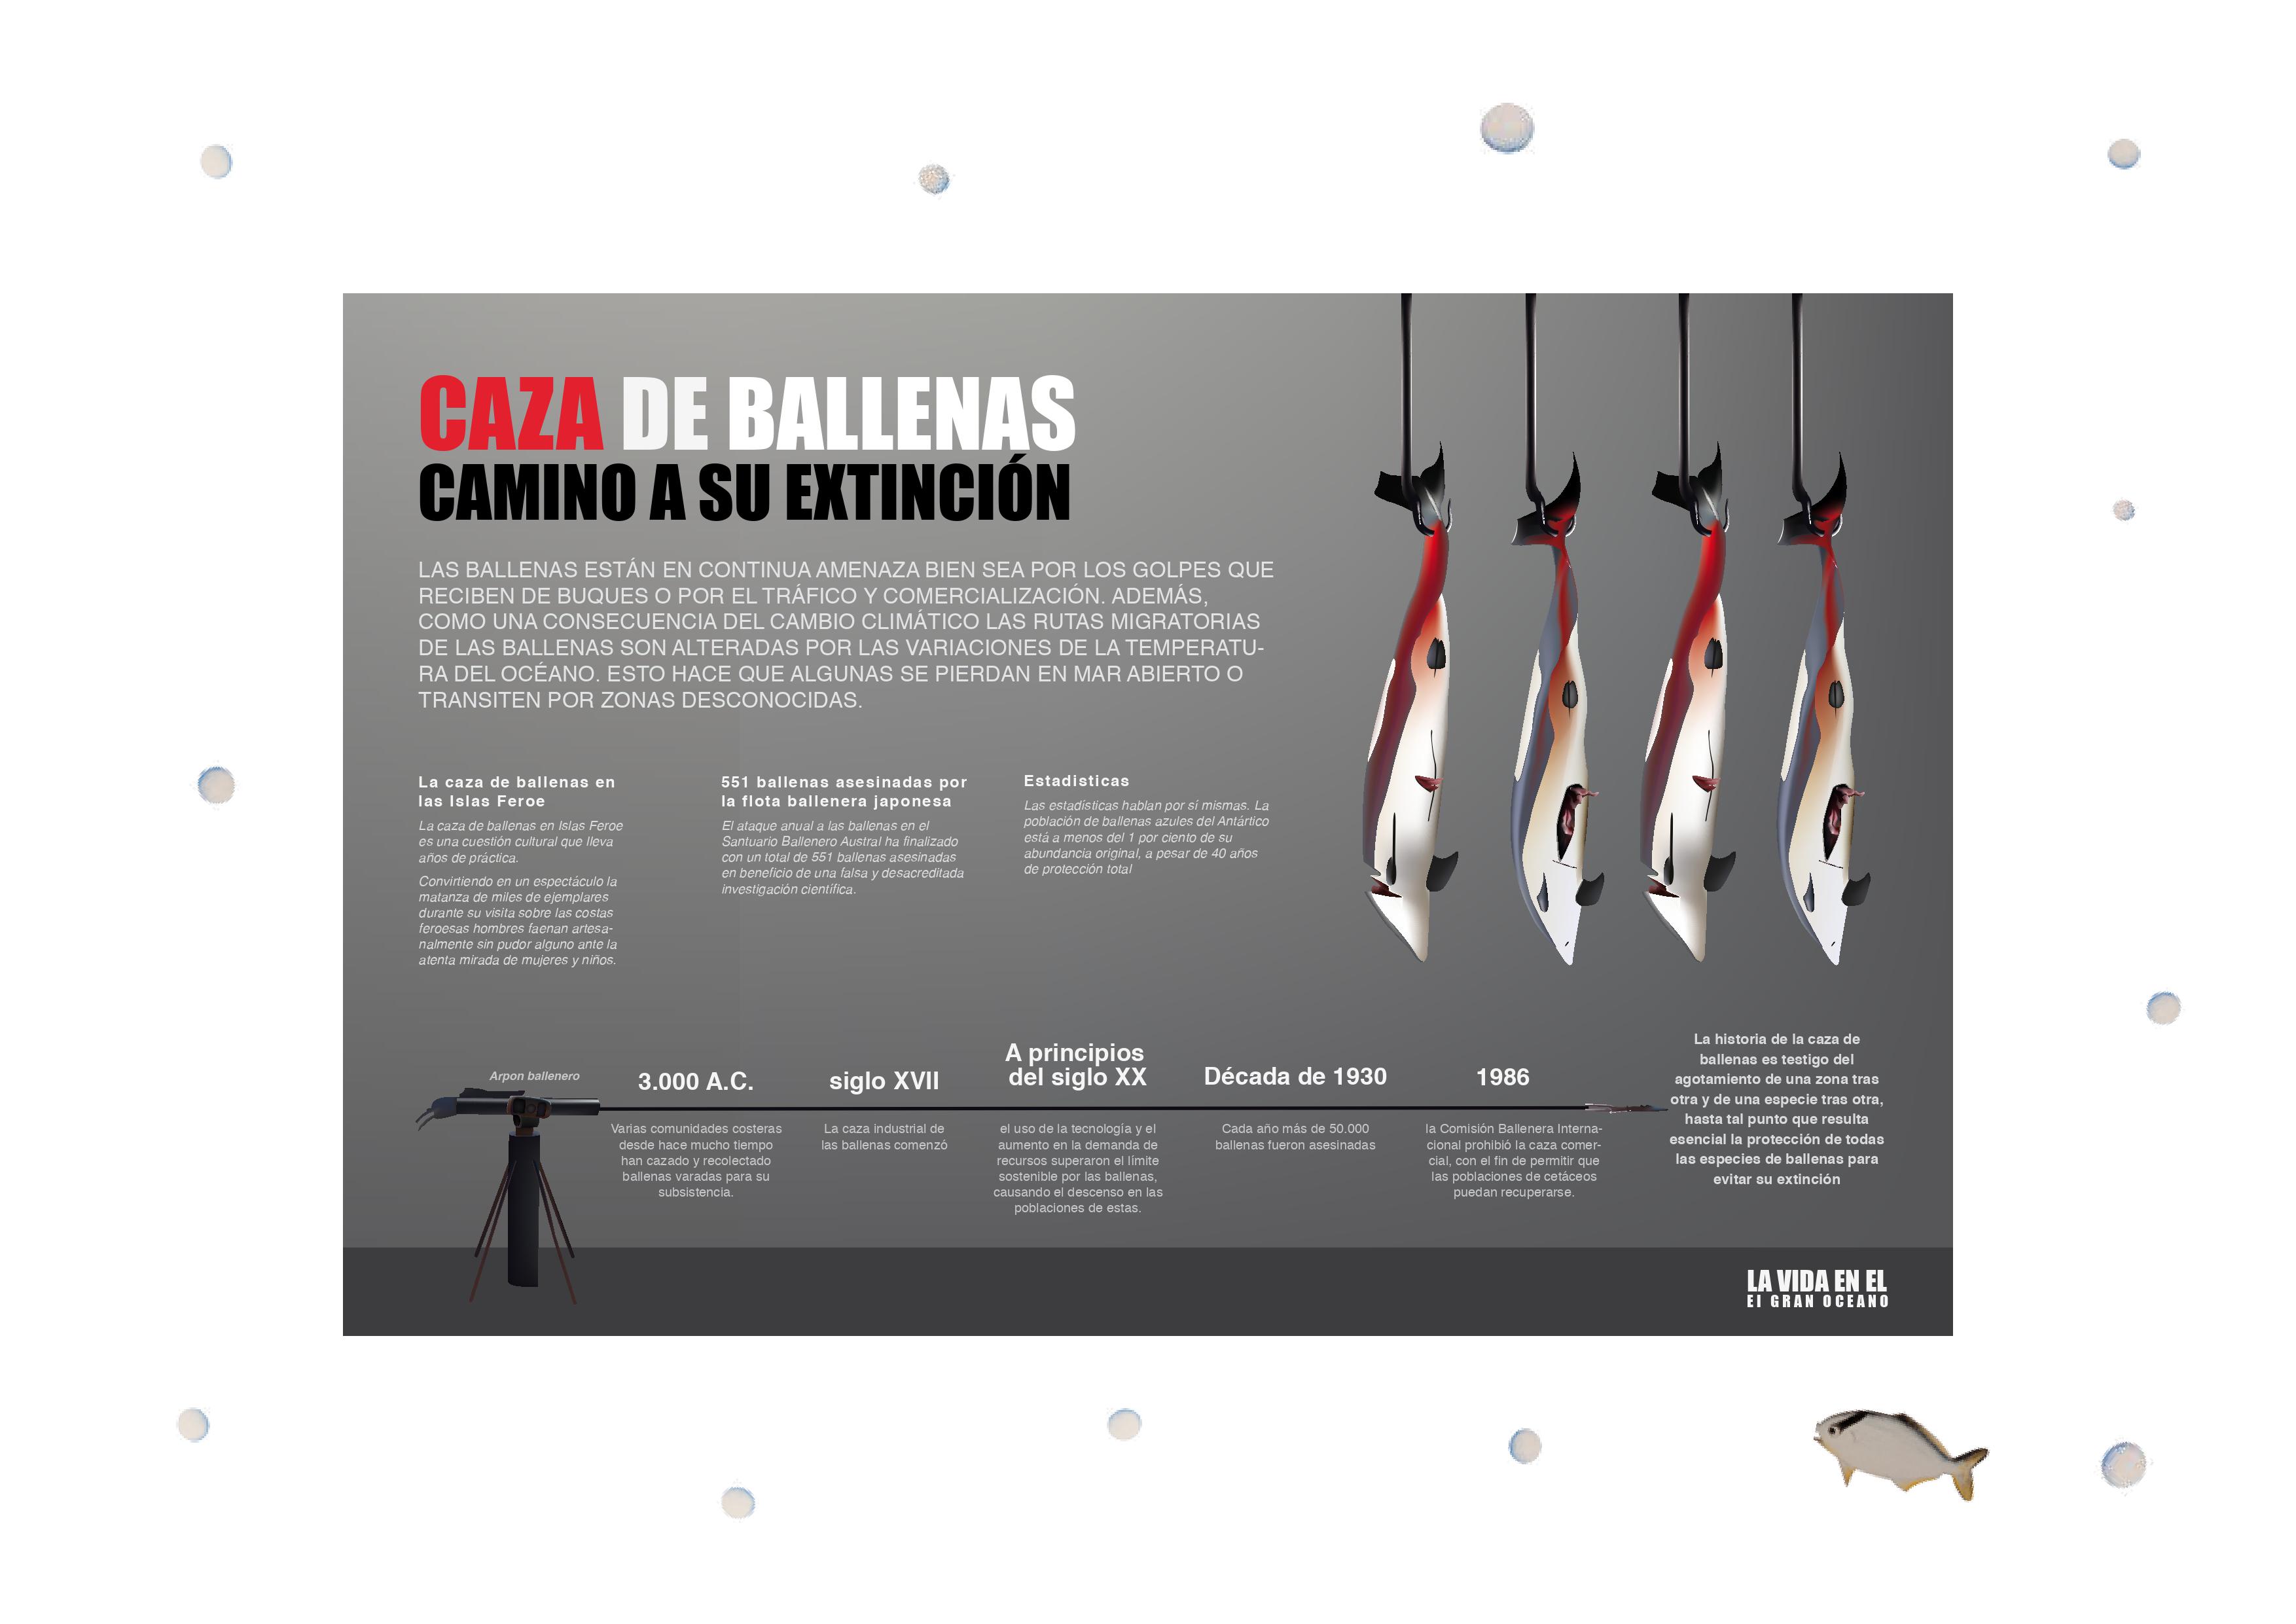 CAZA DE BALLENAS
CAMINO A SU EXTINCIÓN
LAS BALLENAS ESTÁN EN CONTINUA AMENAZA BIEN SEA POR LOS GOLPES QUE
RECIBEN DE BUQUES O POR EL TRÁFICO Y COMERCIALIZACIÓN. ADEMÁS,
COMO UNA CONSECUENCIA DEL CAMBIO CLIMÁTICO LAS RUTAS MIGRATORIAS
DE LAS BALLENAS SON ALTERADAS POR LAS VARIACIONES DE LA TEMPERATU-
RA DEL OCÉANO. ESTO HACE QUE ALGUNAS SE PIERDAN EN MAR ABIERTO O
TRANSITEN POR ZONAS DESCONOCIDAS.
La caza de ballenas en
las Islas Feroe
La caza de ballenas en Islas Feroe
es una cuestión cultural que lleva
años de práctica.
Convirtiendo en un espectáculo la
matanza de miles de ejemplares
durante su visita sobre las costas
feroesas hombres faenan artesa-
nalmente sin pudor alguno ante la
atenta mirada de mujeres y niños.
551 ballenas asesinadas por
la flota ballenera japonesa
El ataque anual a las ballenas en el
Santuario Ballenero Austral ha finalizado
con un total de 551 ballenas asesinadas
en beneficio de una falsa y desacreditada
investigación científica.
Estadisticas
Las estadísticas hablan por sí mismas. La
población de ballenas azules del Antártico
está a menos del 1 por ciento de su
abundancia original, a pesar de 40 años
de protección total
Arpon ballenero
3.000 A.C.
Varias comunidades costeras
desde hace mucho tiempo
han cazado y recolectado
ballenas varadas para su
subsistencia.
siglo XVII
La caza industrial de
las ballenas comenzó
A principios
del siglo XX
el uso de la tecnología y el
aumento en la demanda de
recursos superaron el límite
sostenible por las ballenas,
causando el descenso en las
poblaciones de estas.
Década de 1930
Cada año más de 50.000
ballenas fueron asesinadas
1986
la Comisión Ballenera Interna-
cional prohibió la caza comer-
cial, con el fin de permitir que
las poblaciones de cetáceos
puedan recuperarse.
La historia de la caza de
ballenas es testigo del
agotamiento de una zona tras
otra y de una especie tras otra,
hasta tal punto que resulta
esencial la protección de todas
las especies de ballenas para
evitar su extinción
LA VIDA EN EL
El GRAN OCEANO